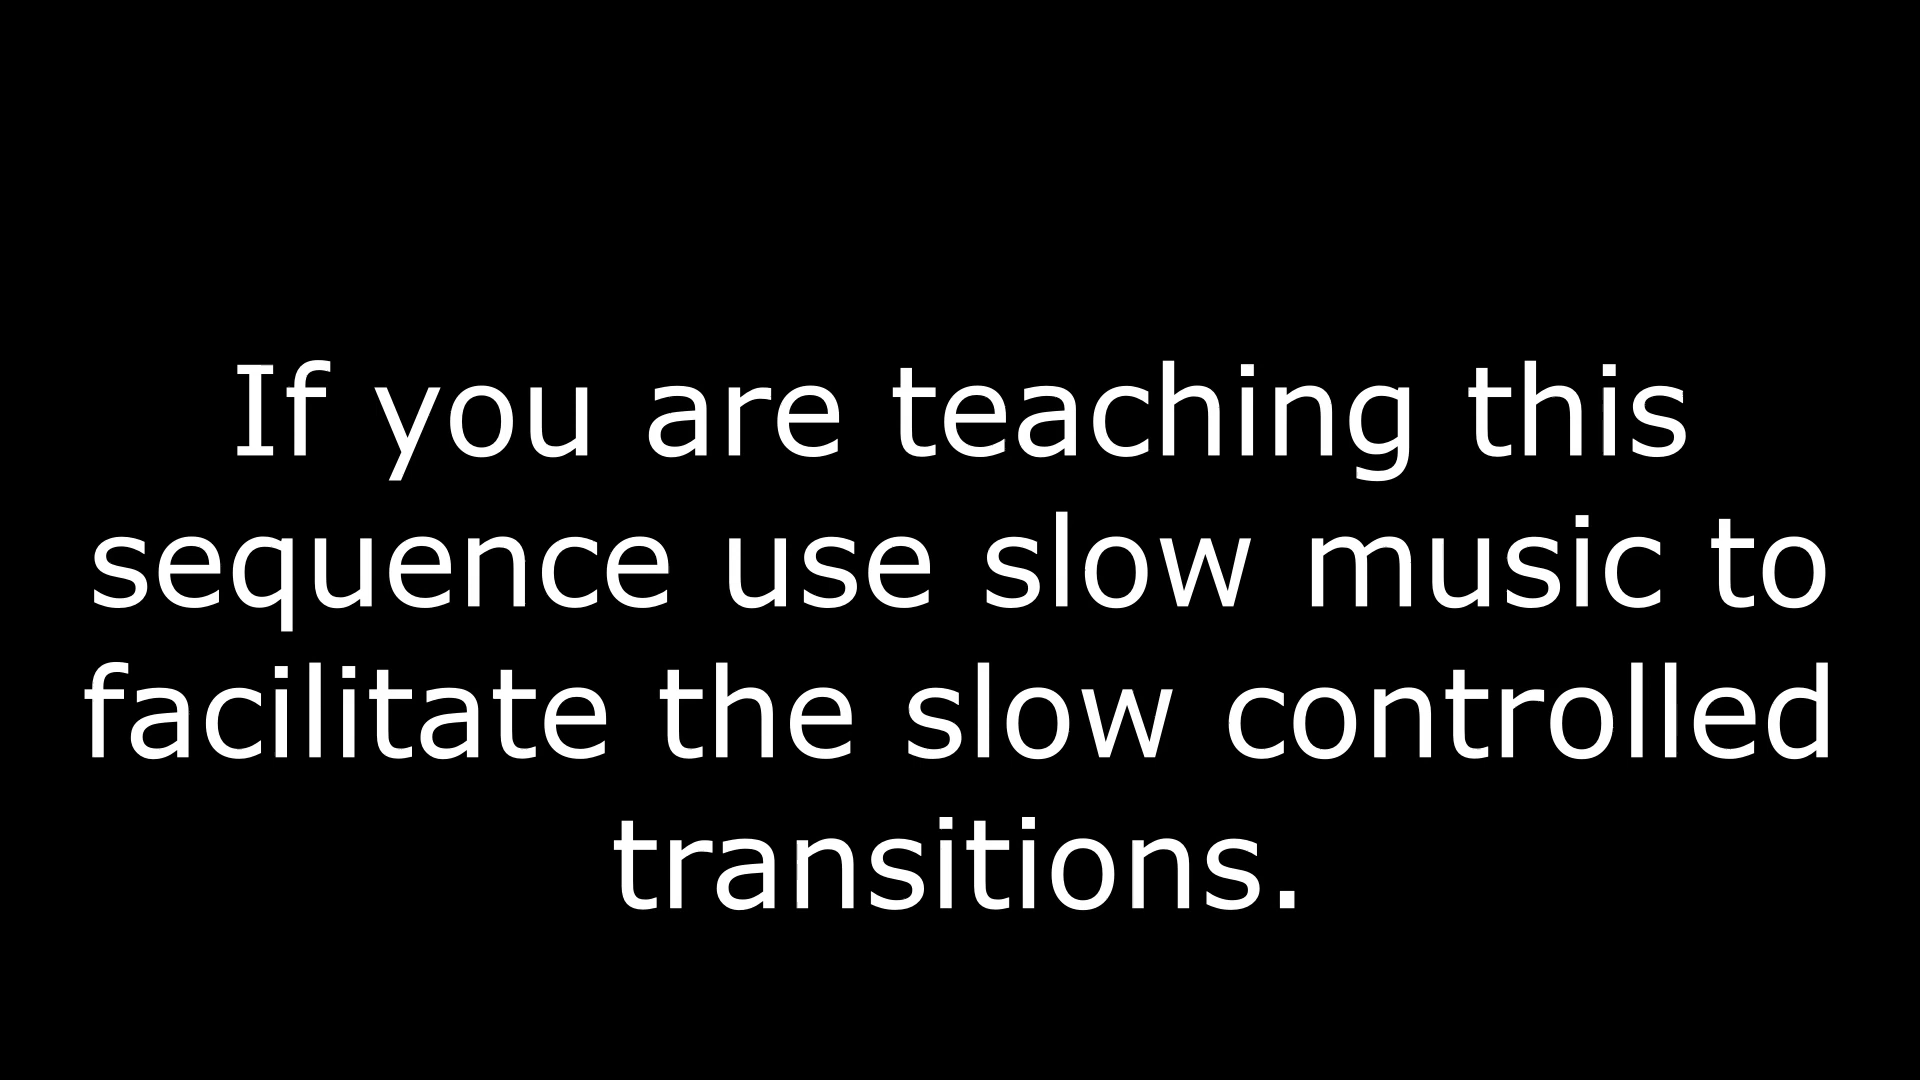 If you are teaching this
sequence use slow music to
facilitate the slow controlled
transitions.